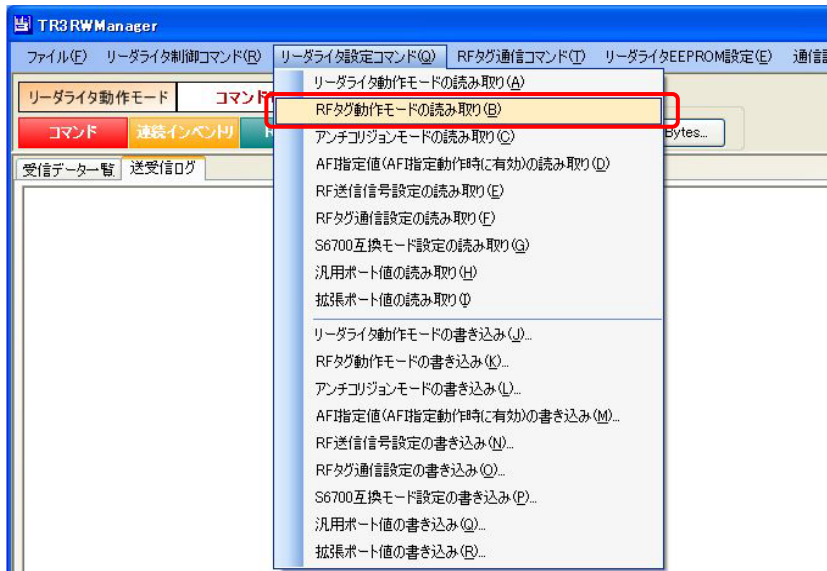 TR3RWManager
ファイル(F) リーダライタ制御コマンド(R) リーダライタ設定コマンド(Q) RFタグ通信コマンド(T) リーダライタEEPROM設定(E)
リーダライタ動作モード
コマンド 連続インベントリ
Bytes...
受信データ一覧 送受信ログ
リーダライタ動作モードの読み取り(A)
RFタグ動作モードの読み取り(B)
アンチコリジョンモードの読み取り(C)
AFI指定値(AFI指定動作時に有効)の読み取り(D)
RF送信信号設定の読み取り(E)
RFタグ通信設定の読み取り(F)
S6700互換モード設定の読み取り(G)
汎用ポート値の読み取り(H)
拡張ポート値の読み取り(I)
リーダライタ動作モードの書き込み(J)...
RFタグ動作モードの書き込み(K)...
アンチコリジョンモードの書き込み(L)...
AFI指定値(AFI指定動作時に有効)の書き込み(M)...
RF送信信号設定の書き込み(N)...
RFタグ通信設定の書き込み(O)...
S6700互換モード設定の書き込み(P)...
汎用ポート値の書き込み(Q)...
拡張ポート値の書き込み(R)...